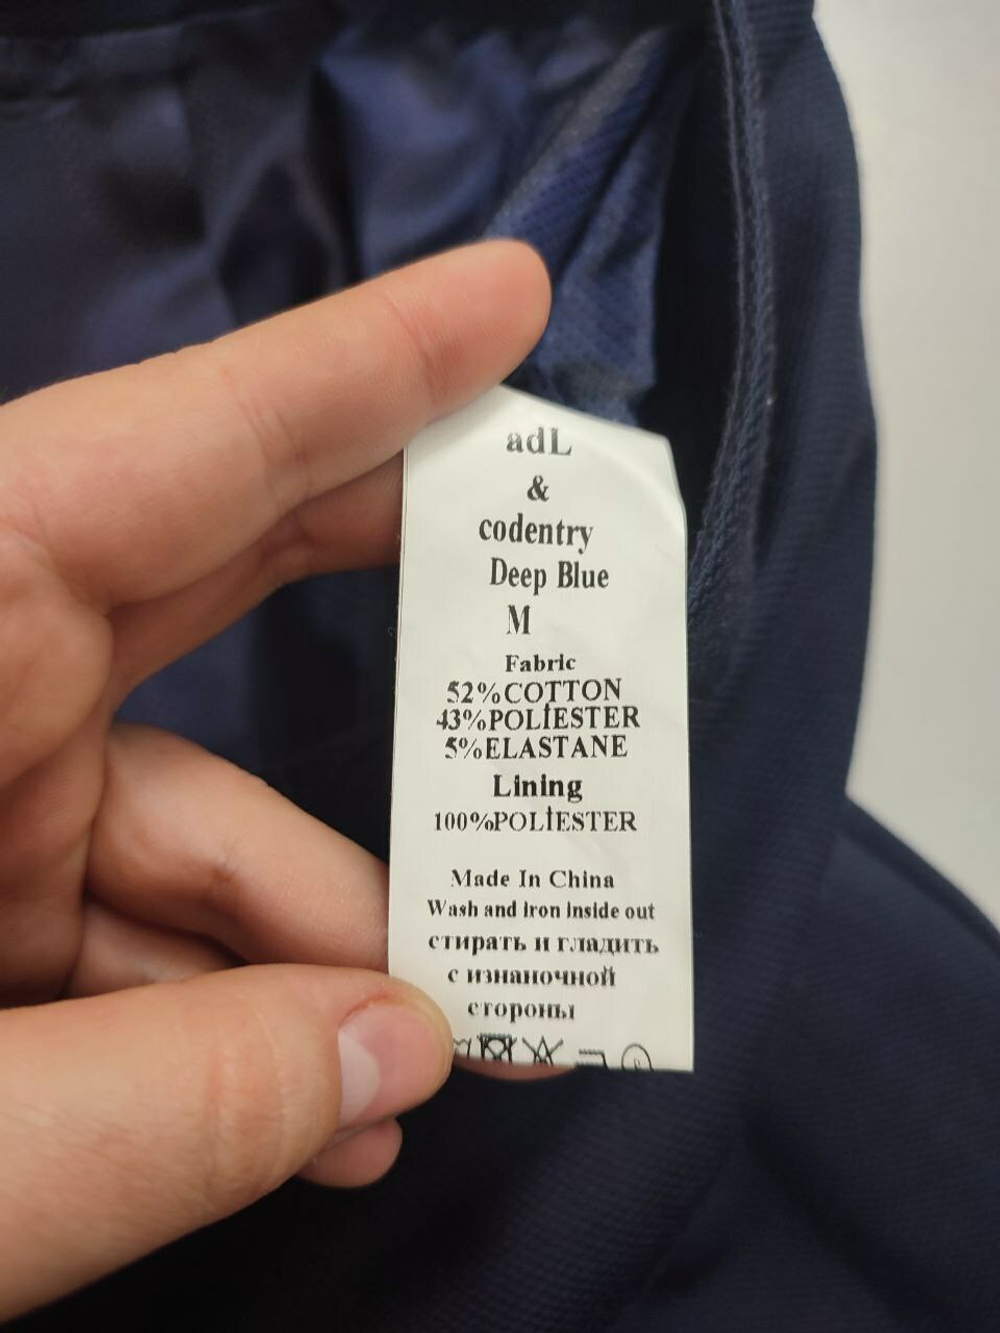 adL
&
codentry
Deep Blue
M
Fabric
52%COTTON
43%POLİESTER
5%ELASTANE
Lining
100%POLİESTER
Made In China
Wash and iron inside out
стирать и гладить
с изнаночной
стороны